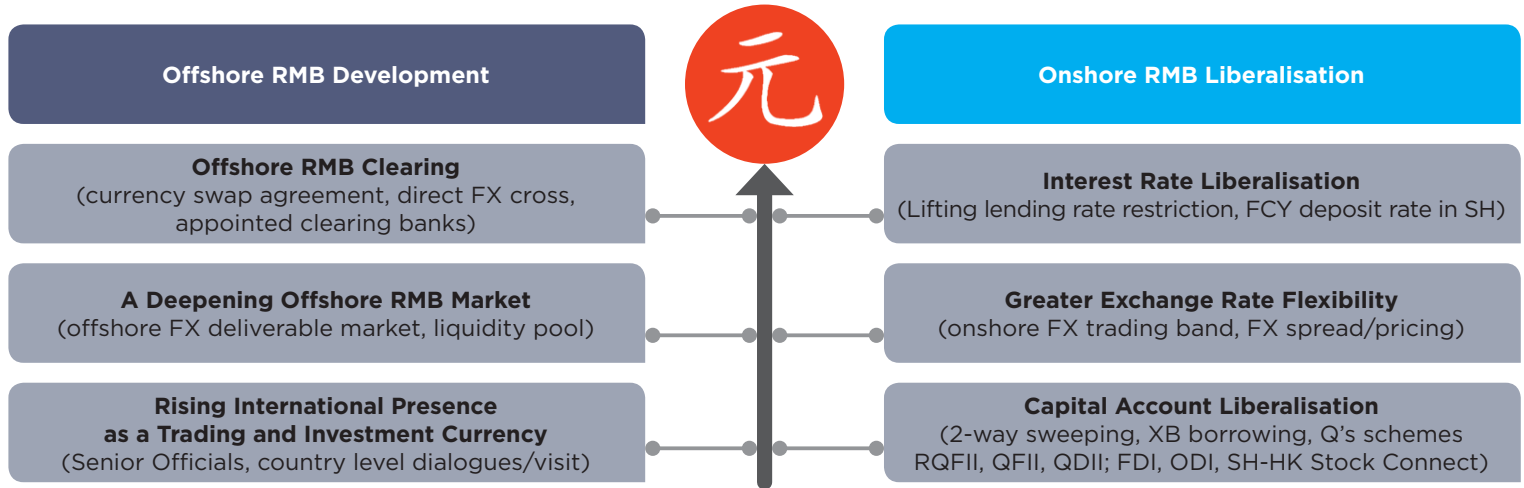 Offshore RMB Development
元
Onshore RMB Liberalisation
Offshore RMB Clearing
(currency swap agreement, direct FX cross,
appointed clearing banks)
Interest Rate Liberalisation
(Lifting lending rate restriction, FCY deposit rate in SH)
A Deepening Offshore RMB Market
(offshore FX deliverable market, liquidity pool)
Greater Exchange Rate Flexibility
(onshore FX trading band, FX spread/pricing)
Rising International Presence
as a Trading and Investment Currency
(Senior Officials, country level dialogues/visit)
Capital Account Liberalisation
(2-way sweeping, XB borrowing, Q’s schemes
RQFII, QFII, QDII; FDI, ODI, SH-HK Stock Connect)